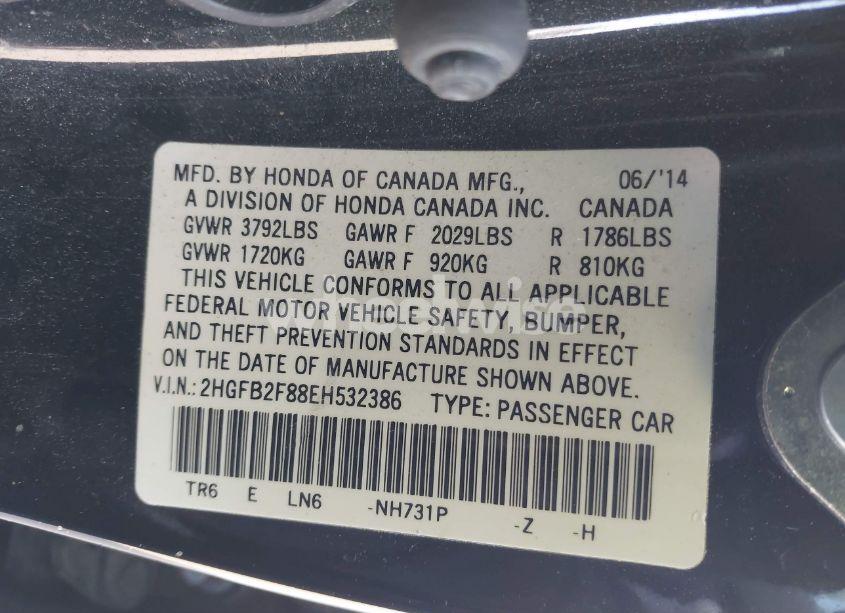 MFD. BY HONDA OF CANADA MFG., 06/'14
A DIVISION OF HONDA CANADA INC. CANADA
GVWR 3792LBS GAWR F 2029LBS R 1786LBS
GVWR 1720KG GAWR F 920KG R 810KG
THIS VEHICLE CONFORMS TO ALL APPLICABLE
FEDERAL MOTOR VEHICLE SAFETY, BUMPER,
AND THEFT PREVENTION STANDARDS IN EFFECT
ON THE DATE OF MANUFACTURE SHOWN ABOVE.
V.I.N.: 2HGFB2F88EH532386 TYPE: PASSENGER CAR
TR6 E LN6 -NH731P -Z -H